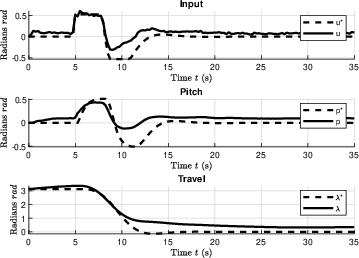 Input
Radians rad
0.5
0
-0.5
u*
u
0 5 10 15 20 25 30 35
Time t (s)
Pitch
Radians rad
0.5
0
-0.5
p*
p
0 5 10 15 20 25 30 35
Time t (s)
Travel
Radians rad
3
2
1
0
λ*
λ
0 5 10 15 20 25 30 35
Time t (s)